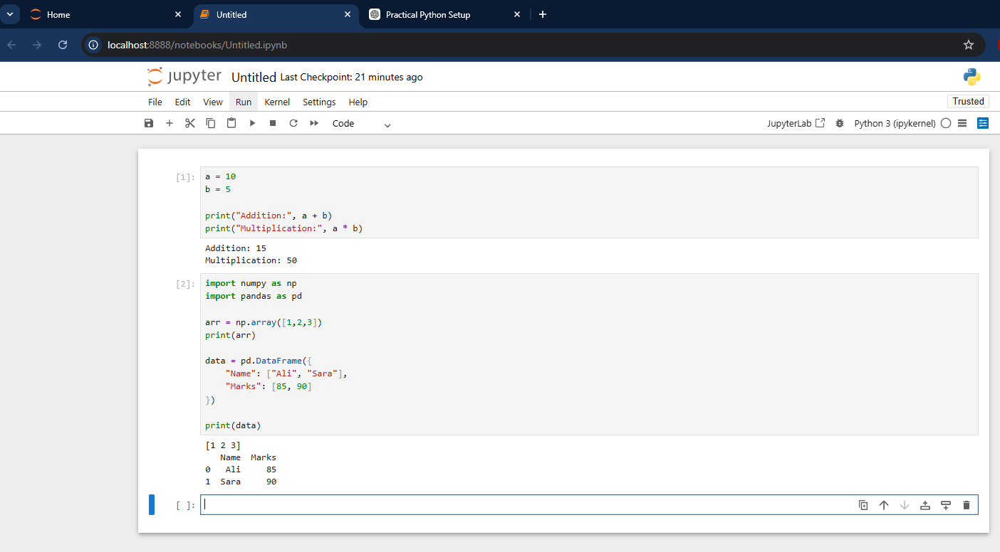 Home
Untitled
Practical Python Setup
localhost:8888/notebooks/Untitled.ipynb
jupyter Untitled Last Checkpoint: 21 minutes ago
File Edit View Run Kernel Settings Help
Trusted
Code
JupyterLab
Python 3 (ipykernel)
[1]:
a = 10
b = 5

print("Addition:", a + b)
print("Multiplication:", a * b)
Addition: 15
Multiplication: 50
[2]:
import numpy as np
import pandas as pd

arr = np.array([1,2,3])
print(arr)

data = pd.DataFrame({
    "Name": ["Ali", "Sara"],
    "Marks": [85, 90]
})

print(data)
[1 2 3]
   Name  Marks
0   Ali     85
1  Sara     90
[ ]: